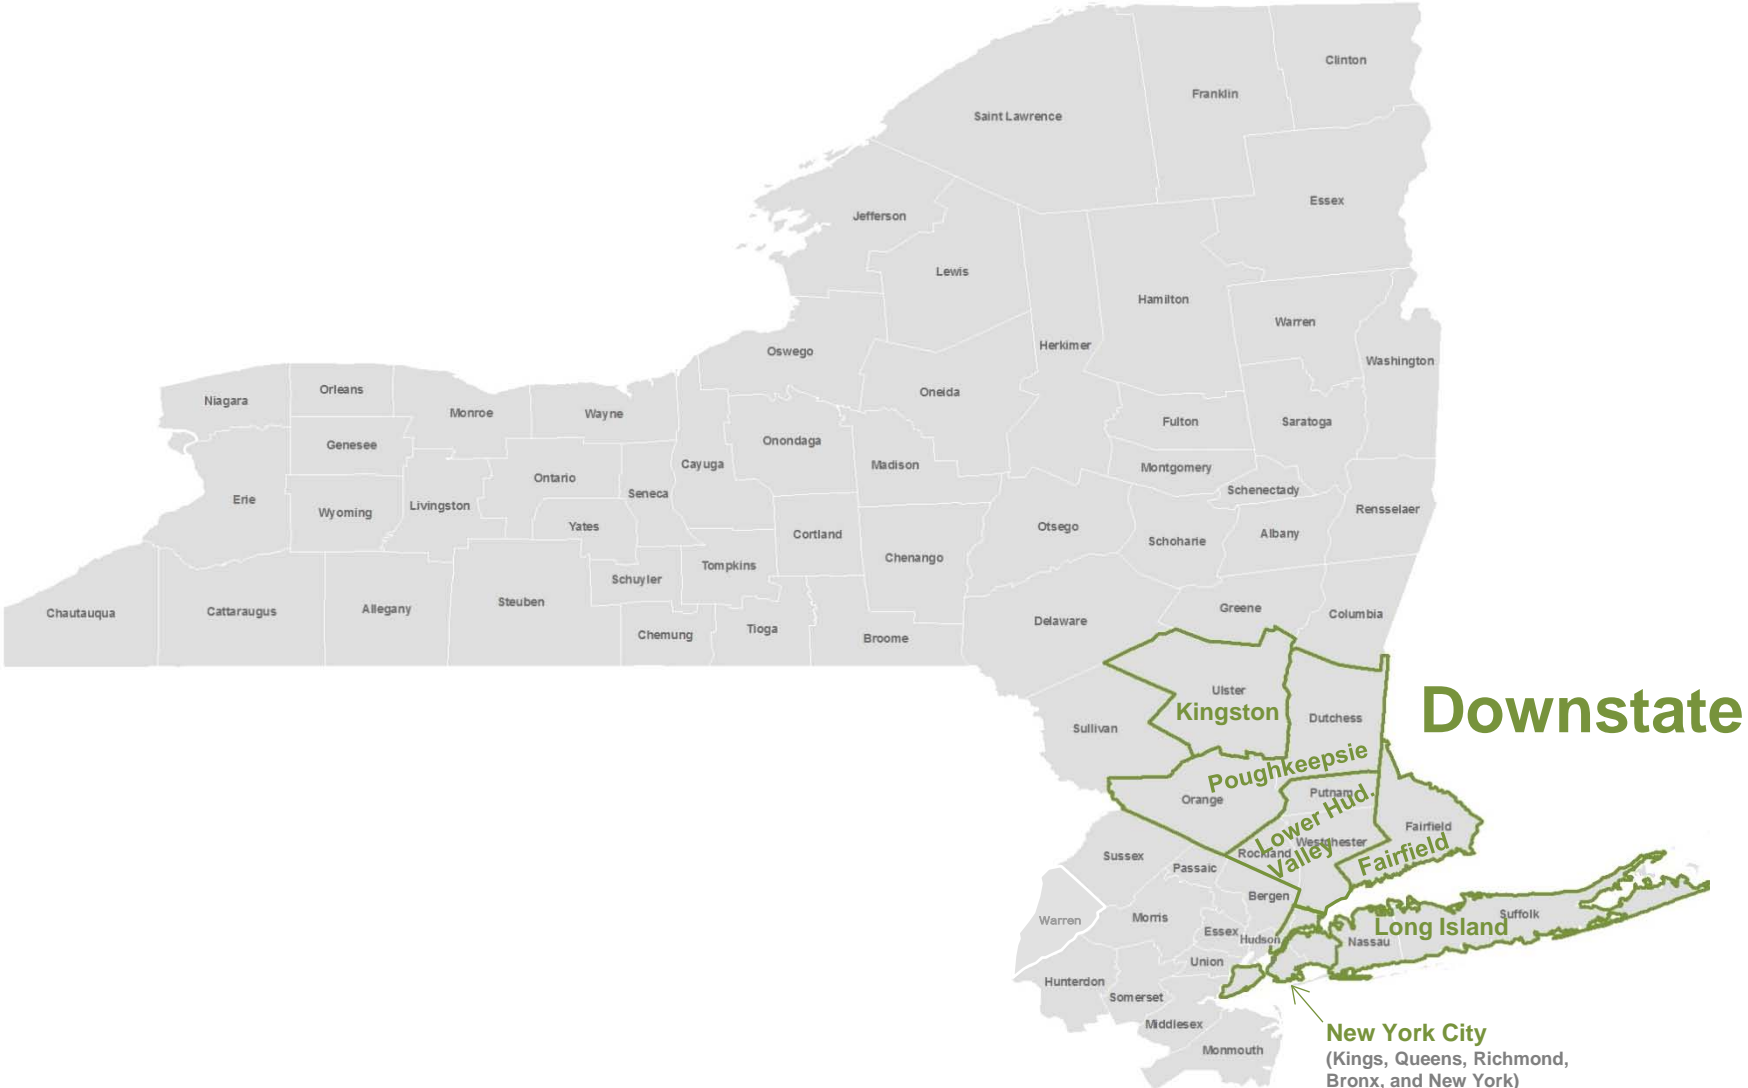 Clinton
Franklin
Saint Lawrence
Essex
Jefferson
Lewis
Hamilton
Warren
Herkimer
Oswego
Washington
Oneida
Niagara
Orleans
Monroe
Wayne
Fulton
Saratoga
Onondaga
Genesee
Cayuga
Madison
Montgomery
Ontario
Seneca
Schenectady
Erie
Livingston
Wyoming
Rensselaer
Yates
Otsego
Cortland
Albany
Schoharie
Chenango
Tompkins
Schuyler
Steuben
Greene
Allegany
Cattaraugus
Chautauqua
Columbia
Delaware
Tioga
Chemung
Broome
Ulster
Kingston
Downstate
Dutchess
Sullivan
Poughkeepsie
Putnam
Orange
Lower Hud.
Valley
Fairfield
Westchester
Rockland
Fairfield
Sussex
Passaic
Bergen
Suffolk
Morris
Warren
Long Island
Essex
Hudson
Nassau
Union
Hunterdon
Somerset
Middlesex
Monmouth
New York City
(Kings, Queens, Richmond,
Bronx, and New York)